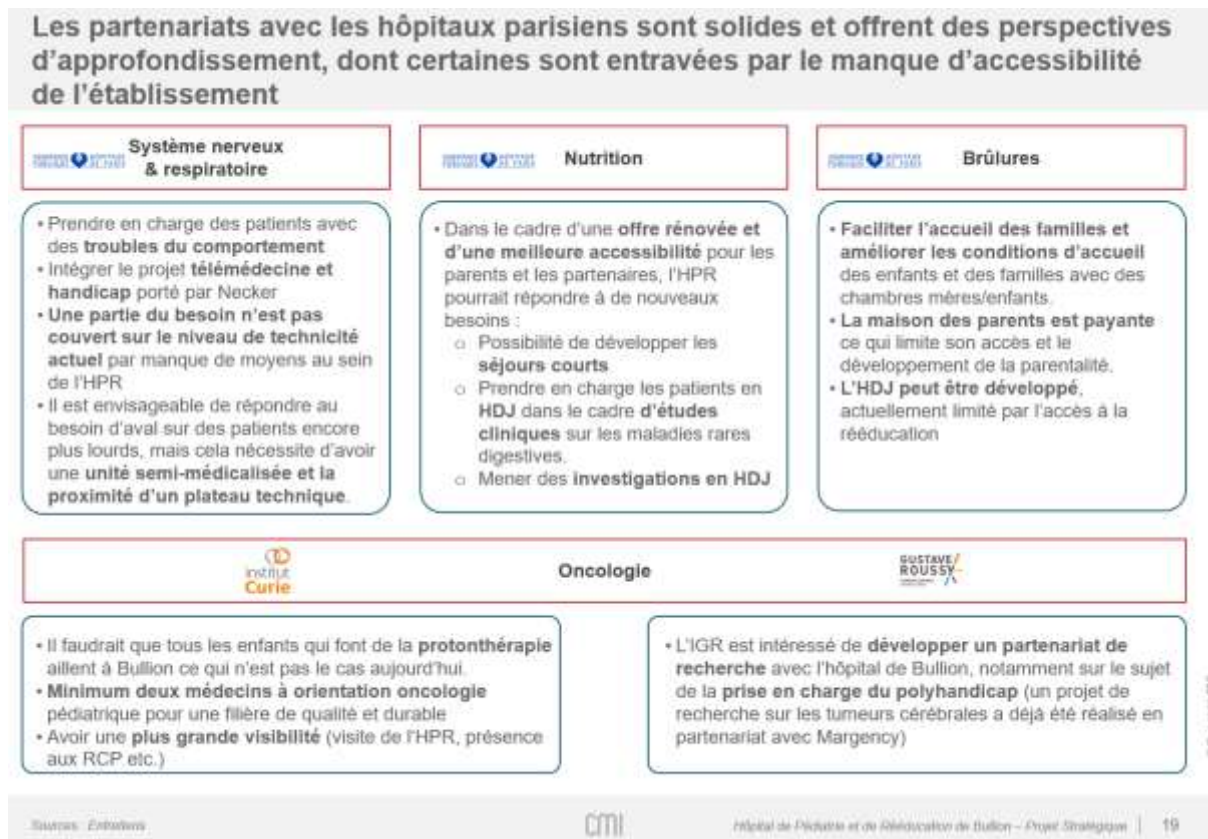 Les partenariats avec les hôpitaux parisiens sont solides et offrent des perspectives
d'approfondissement, dont certaines sont entravées par le manque d'accessibilité
de l'établissement
Système nerveux
& respiratoire
• Prendre en charge des patients avec
des troubles du comportement
• Intégrer le projet télémédecine et
handicap porté par Necker
• Une partie du besoin n'est pas
couvert sur le niveau de technicité
actuel par manque de moyens au sein
de l'HPR
• Il est envisageable de répondre au
besoin d'aval sur des patients encore
plus lourds, mais cela nécessite d'avoir
une unité semi-médicalisée et la
proximité d'un plateau technique.
Nutrition
• Dans le cadre d'une offre rénovée et
d'une meilleure accessibilité pour les
parents et les partenaires, l'HPR
pourrait répondre à de nouveaux
besoins :
o Possibilité de développer les
séjours courts
o Prendre en charge les patients en
HDJ dans le cadre d'études
cliniques sur les maladies rares
digestives.
o Mener des investigations en HDJ
Brûlures
• Faciliter l'accueil des familles et
améliorer les conditions d'accueil
des enfants et des familles avec des
chambres mères/enfants.
• La maison des parents est payante
ce qui limite son accès et le
développement de la parentalité.
• L'HDJ peut être développé,
actuellement limité par l'accès à la
rééducation
institut
Curie
Oncologie
GUSTAVE
ROUSSY
• Il faudrait que tous les enfants qui font de la protonthérapie
aillent à Bullion ce qui n'est pas le cas aujourd'hui.
• Minimum deux médecins à orientation oncologie
pédiatrique pour une filière de qualité et durable
• Avoir une plus grande visibilité (visite de l'HPR, présence
aux RCP etc.)
• L'IGR est intéressé de développer un partenariat de
recherche avec l'hôpital de Bullion, notamment sur le sujet
de la prise en charge du polyhandicap (un projet de
recherche sur les tumeurs cérébrales a déjà été réalisé en
partenariat avec Margency)
Sources : Entretiens
CMI
Hôpital de Pédiatrie et de Rééducation de Bullion – Projet Stratégique | 19